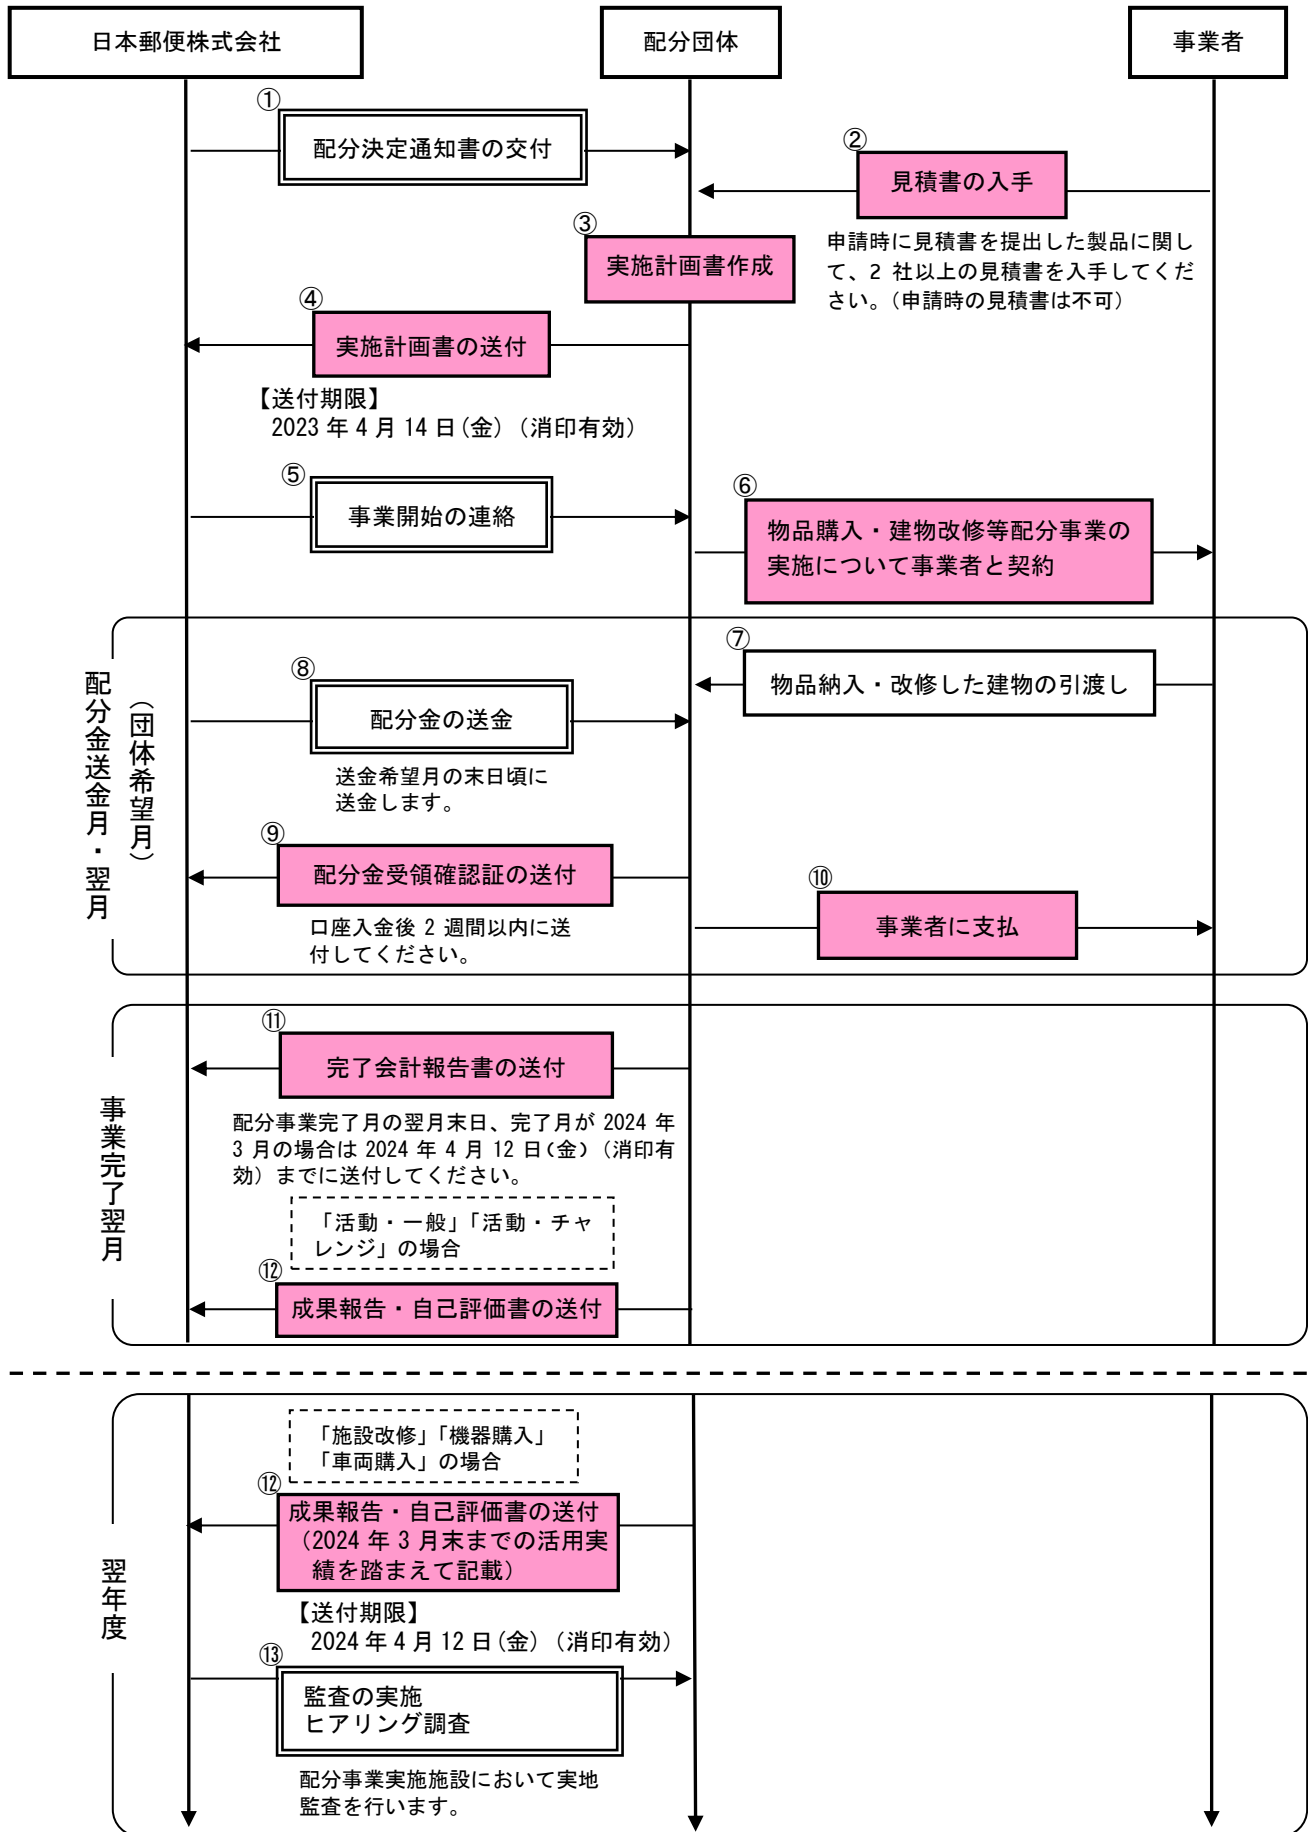 日本郵便株式会社
配分団体
事業者
①
配分決定通知書の交付
②
見積書の入手
申請時に見積書を提出した製品に関し
て、2 社以上の見積書を入手してくだ
さい。（申請時の見積書は不可）
③
実施計画書作成
④
実施計画書の送付
【送付期限】
2023 年 4 月 14 日(金)（消印有効）
⑤
事業開始の連絡
⑥
物品購入・建物改修等配分事業の
実施について事業者と契約
配分金送金月・翌月
（団体希望月）
⑦
物品納入・改修した建物の引渡し
⑧
配分金の送金
送金希望月の末日頃に
送金します。
⑨
配分金受領確認証の送付
口座入金後 2 週間以内に送
付してください。
⑩
事業者に支払
事業完了翌月
⑪
完了会計報告書の送付
配分事業完了月の翌月末日、完了月が 2024 年
3 月の場合は 2024 年 4 月 12 日(金)（消印有
効）までに送付してください。
「活動・一般」「活動・チャ
レンジ」の場合
⑫
成果報告・自己評価書の送付
翌年度
「施設改修」「機器購入」
「車両購入」の場合
⑫
成果報告・自己評価書の送付
（2024 年 3 月末までの活用実
績を踏まえて記載）
【送付期限】
2024 年 4 月 12 日(金)（消印有効）
⑬
監査の実施
ヒアリング調査
配分事業実施施設において実地
監査を行います。